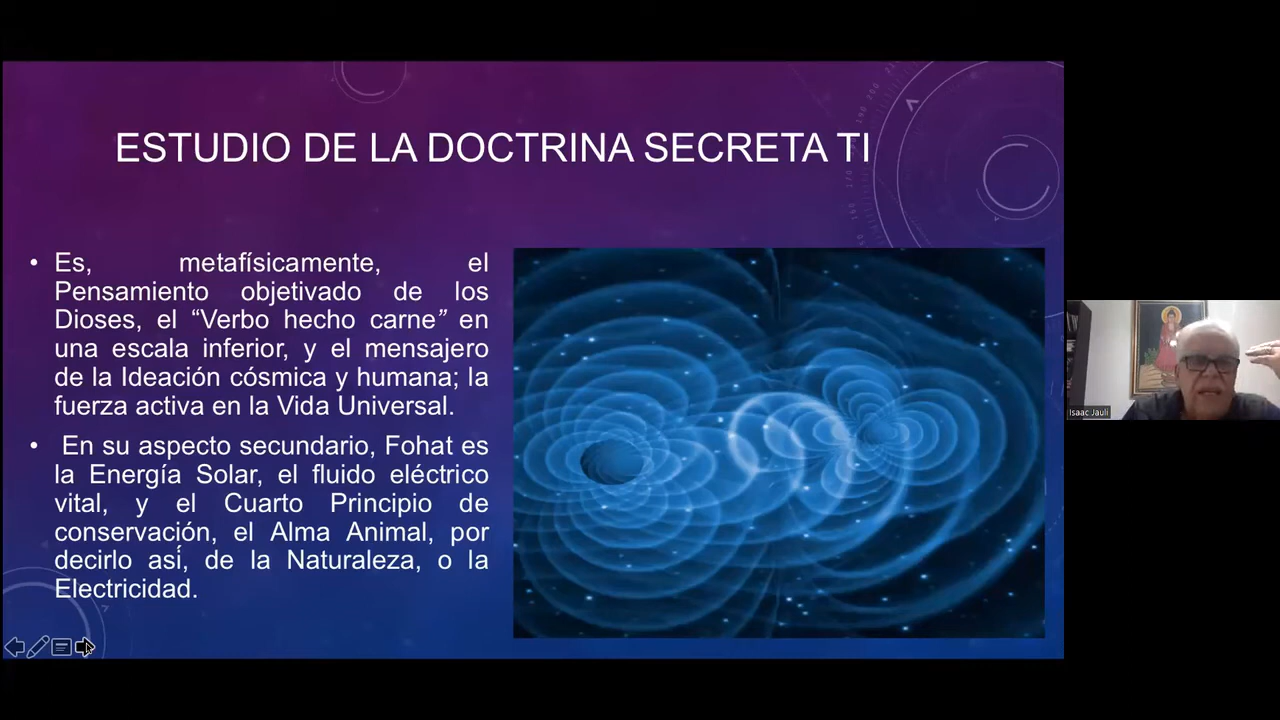 ESTUDIO DE LA DOCTRINA SECRETA TI
• Es, metafísicamente, el
Pensamiento objetivado de los
Dioses, el “Verbo hecho carne” en
una escala inferior, y el mensajero
de la Ideación cósmica y humana; la
fuerza activa en la Vida Universal.
• En su aspecto secundario, Fohat es
la Energía Solar, el fluido eléctrico
vital, y el Cuarto Principio de
conservación, el Alma Animal, por
decirlo así, de la Naturaleza, o la
Electricidad.
Isaac Jauli